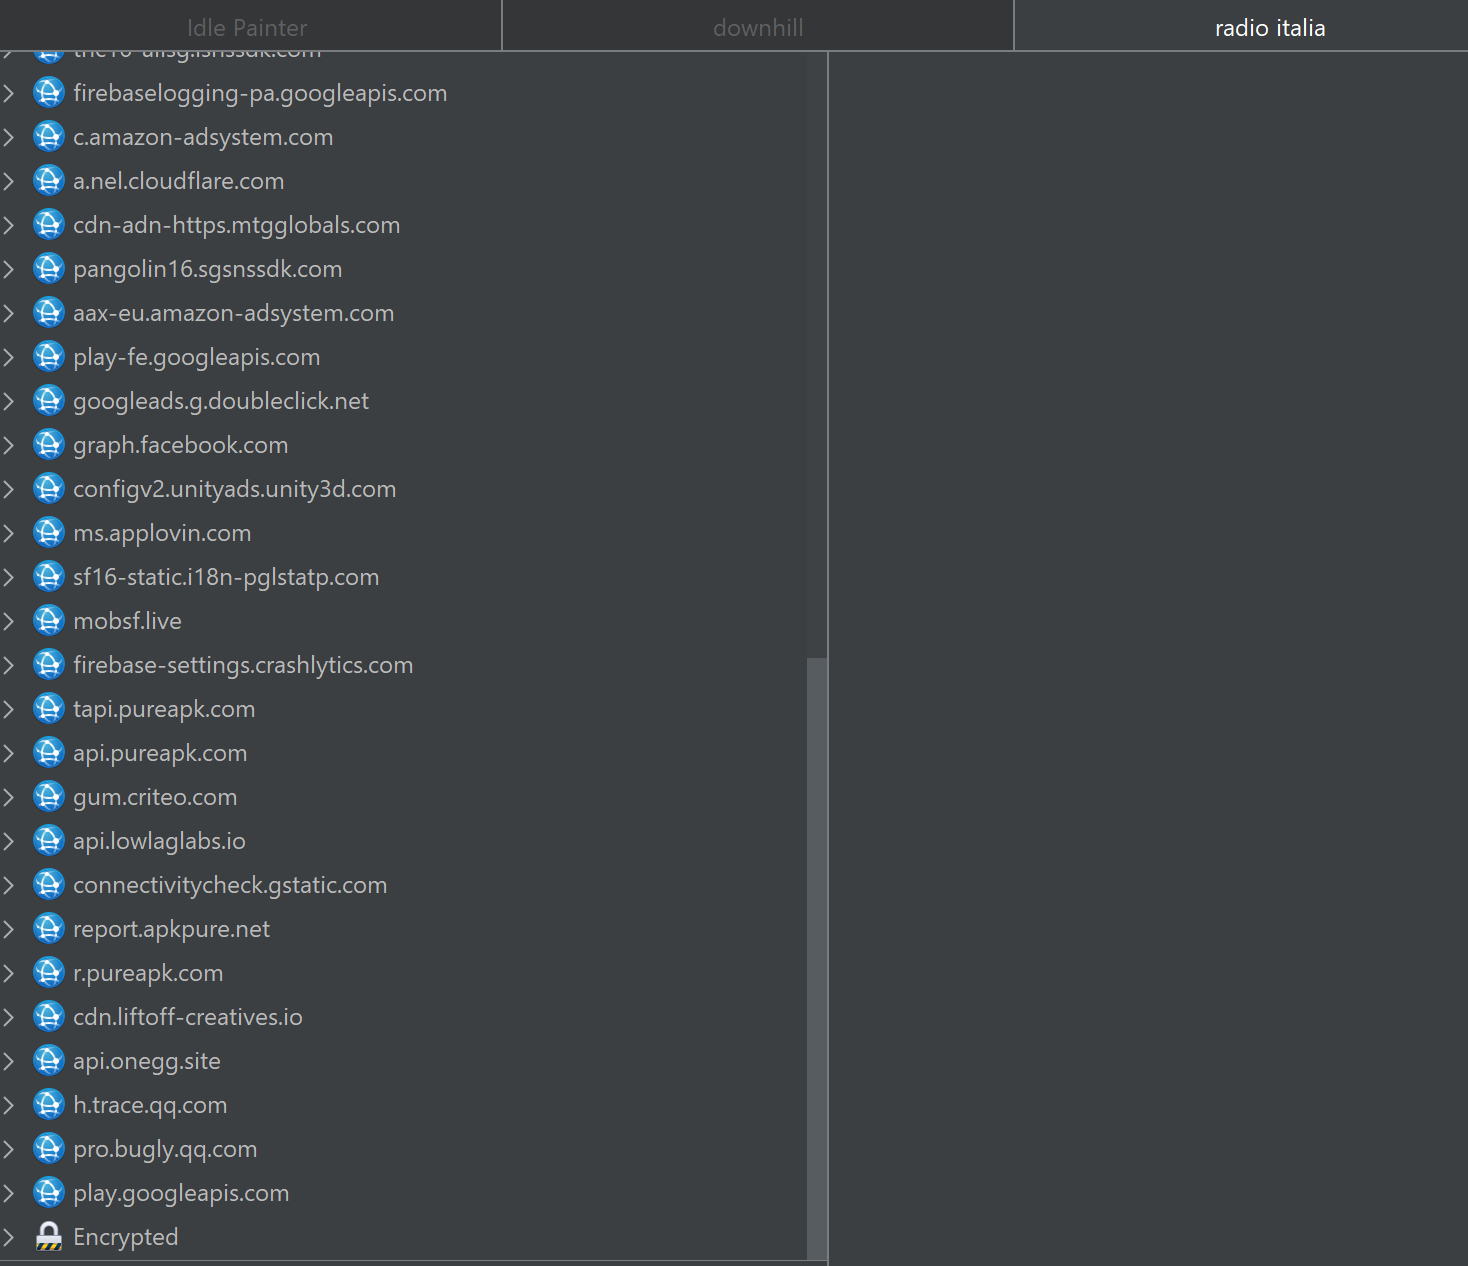 Idle Painter
downhill
radio italia
firebaselogging-pa.googleapis.com
c.amazon-adsystem.com
a.nel.cloudflare.com
cdn-adn-https.mtgglobals.com
pangolin16.sgsnssdk.com
aax-eu.amazon-adsystem.com
play-fe.googleapis.com
googleads.g.doubleclick.net
graph.facebook.com
configv2.unityads.unity3d.com
ms.applovin.com
sf16-static.i18n-pglstatp.com
mobsf.live
firebase-settings.crashlytics.com
tapi.pureapk.com
api.pureapk.com
gum.criteo.com
api.lowlaglabs.io
connectivitycheck.gstatic.com
report.apkpure.net
r.pureapk.com
cdn.liftoff-creatives.io
api.onegg.site
h.trace.qq.com
pro.bugly.qq.com
play.googleapis.com
Encrypted